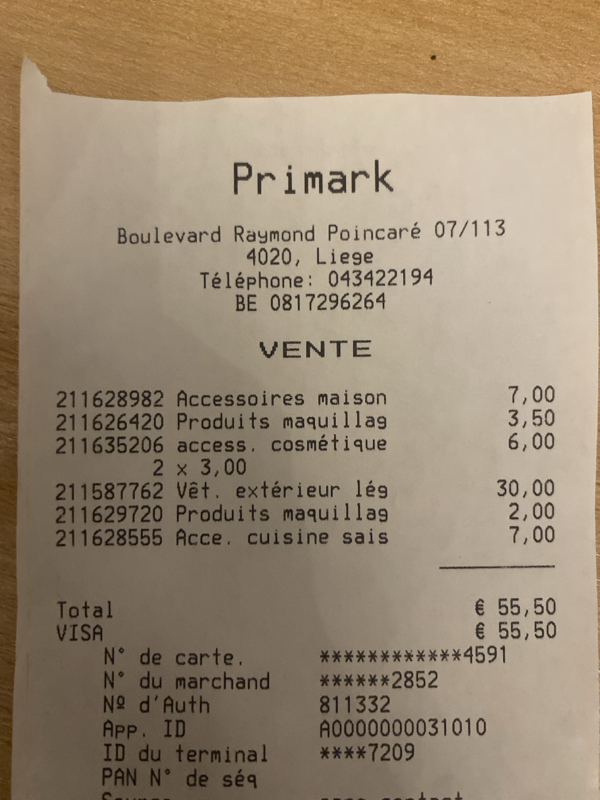 Primark
Boulevard Raymond Poincaré 07/113
4020, Liege
Téléphone: 043422194
BE 0817296264
VENTE
211628982 Accessoires maison 7,00
211626420 Produits maquillag 3,50
211635206 access. cosmétique 6,00
2 x 3,00
211587762 Vêt. extérieur lég 30,00
211629720 Produits maquillag 2,00
211628555 Acce. cuisine sais 7,00
Total € 55,50
VISA € 55,50
N° de carte. ************4591
N° du marchand ******2852
Nº d'Auth 811332
App. ID A0000000031010
ID du terminal ****7209
PAN N° de séq
Source sans contact